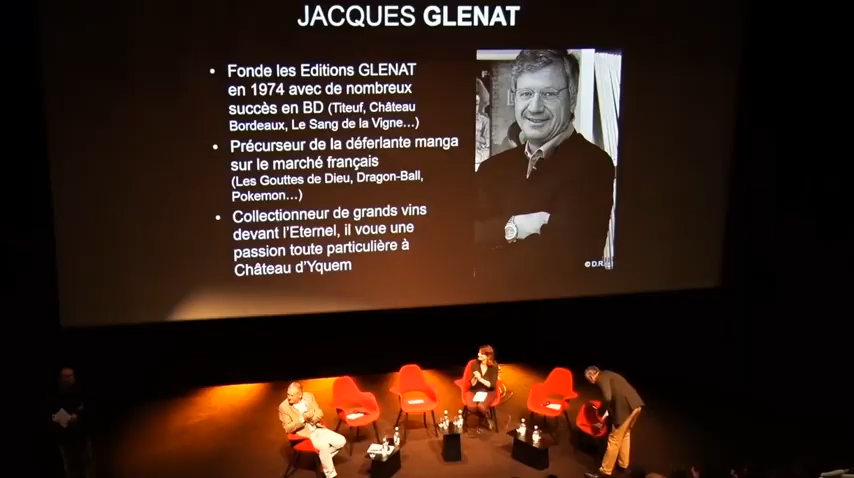 JACQUES GLENAT
• Fonde les Editions GLENAT
en 1974 avec de nombreux
succès en BD (Titeuf, Château
Bordeaux, Le Sang de la Vigne…)
• Précurseur de la déferlante manga
sur le marché français
(Les Gouttes de Dieu, Dragon-Ball,
Pokemon…)
• Collectionneur de grands vins
devant l'Eternel, il voue une
passion toute particulière à
Château d'Yquem
© D.R.